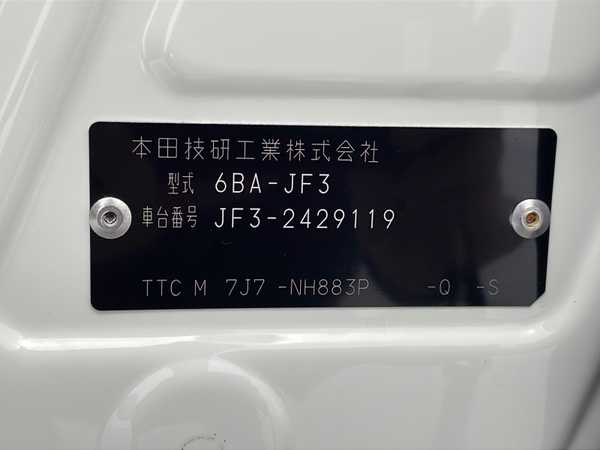 本田技研工業株式会社
型式 6BA-JF3
車台番号 JF3-2429119
TTC M 7J7 -NH883P -Q -S